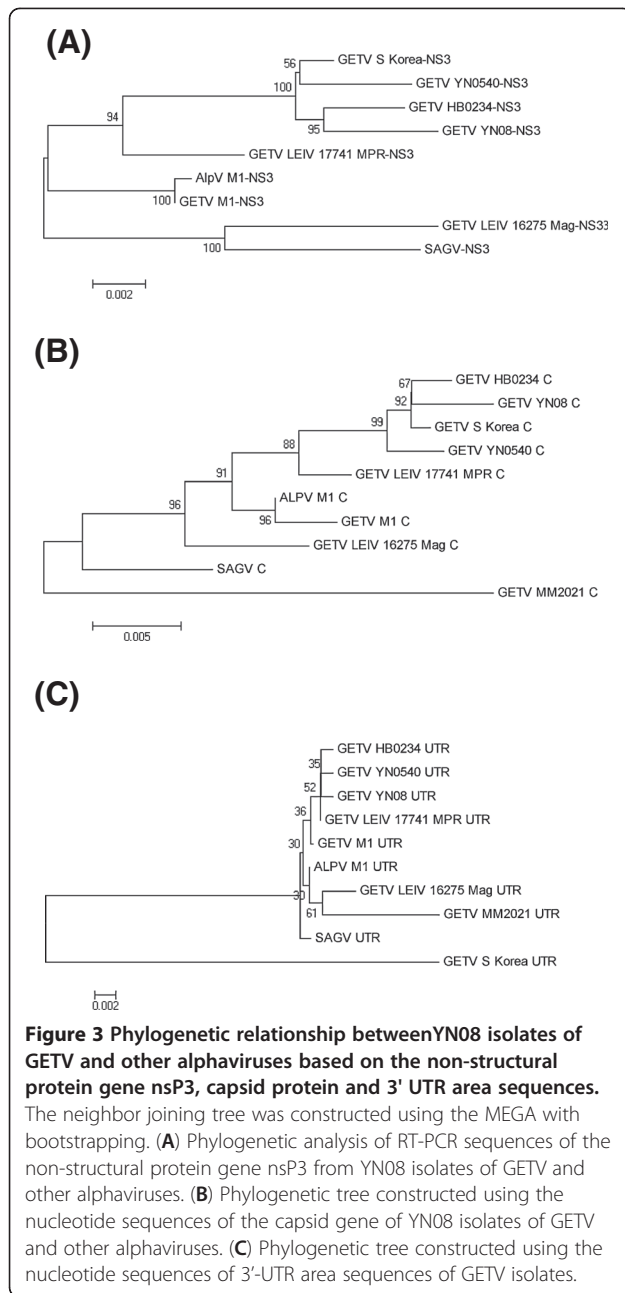 (A)
GETV S Korea-NS3
56
GETV YN0540-NS3
100
GETV HB0234-NS3
94
95
GETV YN08-NS3
GETV LEIV 17741 MPR-NS3
AlpV M1-NS3
100
GETV M1-NS3
GETV LEIV 16275 Mag-NS33
100
SAGV-NS3
0.002
(B)
GETV HB0234 C
67
92
GETV YN08 C
99
GETV S Korea C
88
GETV YN0540 C
91
GETV LEIV 17741 MPR C
96
ALPV M1 C
96
GETV M1 C
GETV LEIV 16275 Mag C
SAGV C
GETV MM2021 C
0.005
(C)
GETV HB0234 UTR
35
GETV YN0540 UTR
52
GETV YN08 UTR
36
GETV LEIV 17741 MPR UTR
30
GETV M1 UTR
ALPV M1 UTR
30
GETV LEIV 16275 Mag UTR
61
GETV MM2021 UTR
SAGV UTR
GETV S Korea UTR
0.002
Figure 3 Phylogenetic relationship betweenYN08 isolates of
GETV and other alphaviruses based on the non-structural
protein gene nsP3, capsid protein and 3' UTR area sequences.
The neighbor joining tree was constructed using the MEGA with
bootstrapping. (A) Phylogenetic analysis of RT-PCR sequences of the
non-structural protein gene nsP3 from YN08 isolates of GETV and
other alphaviruses. (B) Phylogenetic tree constructed using the
nucleotide sequences of the capsid gene of YN08 isolates of GETV
and other alphaviruses. (C) Phylogenetic tree constructed using the
nucleotide sequences of 3'-UTR area sequences of GETV isolates.